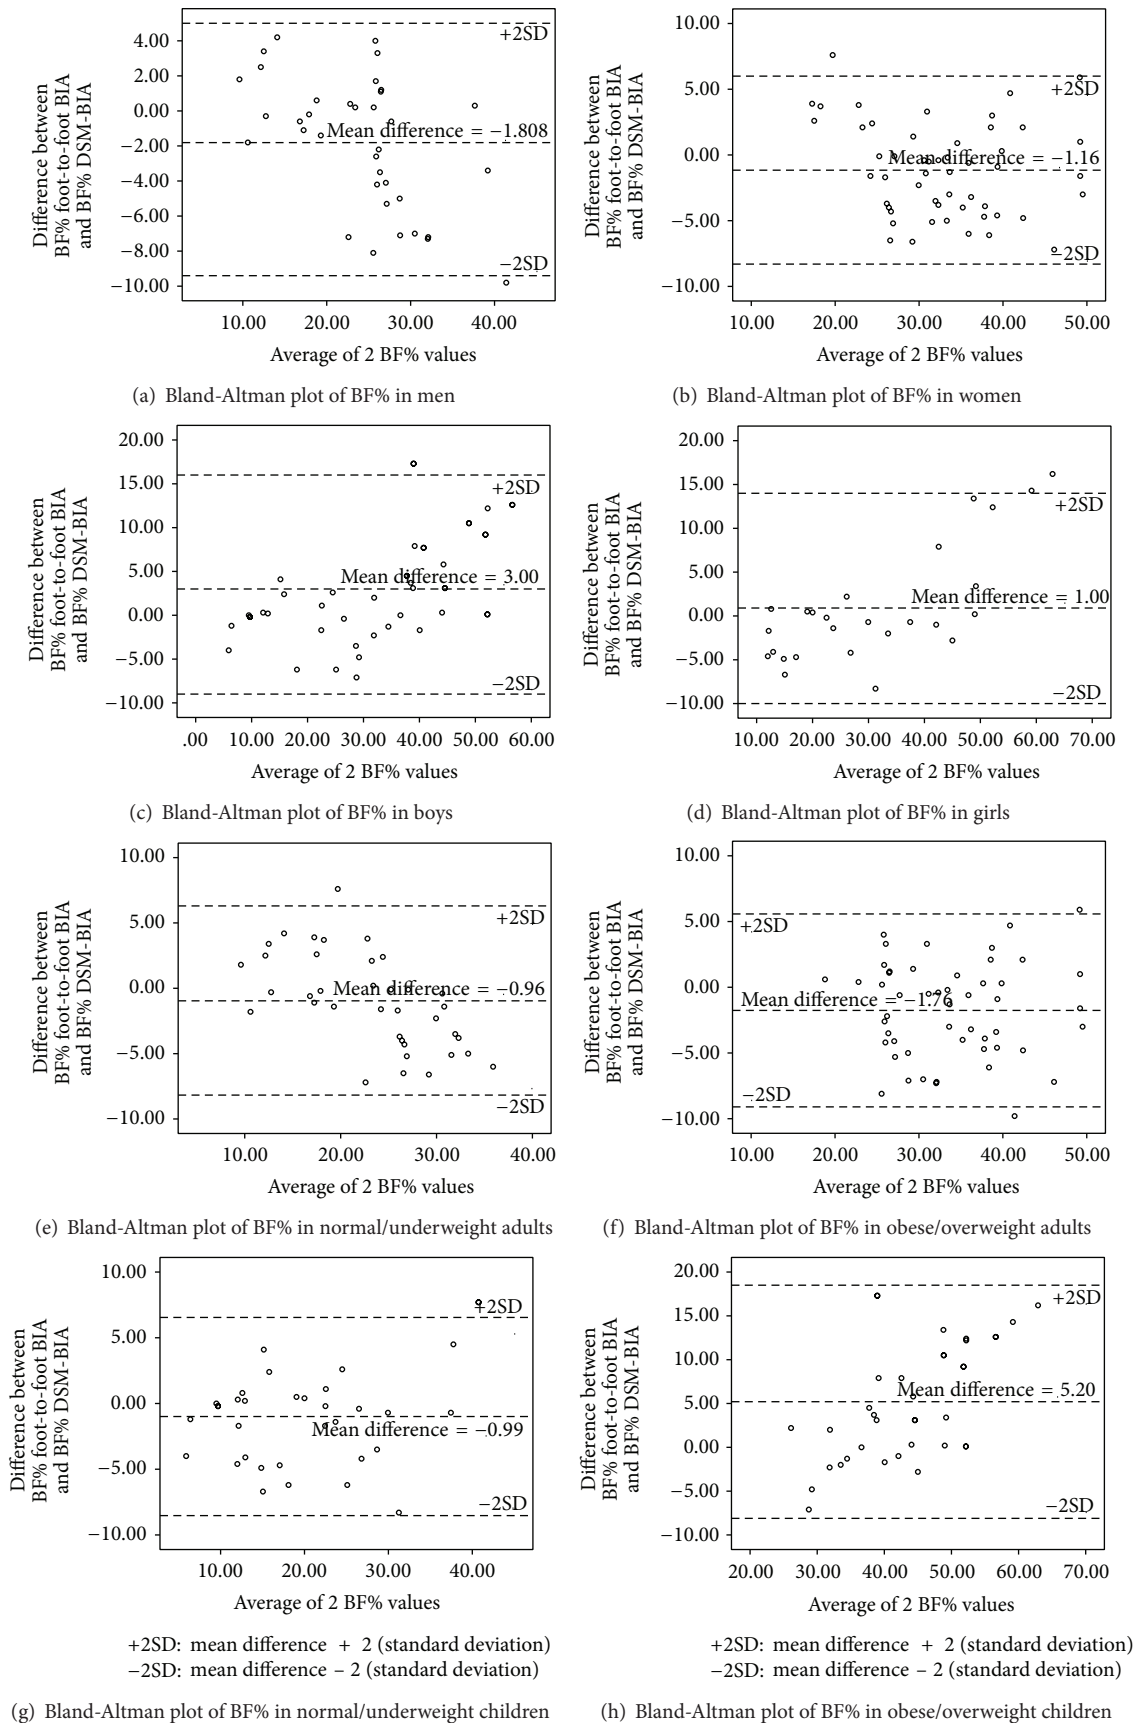 Difference between
BF% foot-to-foot BIA
and BF% DSM-BIA
4.00
2.00
0.00
−2.00
−4.00
−6.00
−8.00
−10.00
+2SD
Mean difference = −1.808
−2SD
10.00 20.00 30.00 40.00
Average of 2 BF% values
(a) Bland-Altman plot of BF% in men
Difference between
BF% foot-to-foot BIA
and BF% DSM-BIA
10.00
5.00
0.00
−5.00
−10.00
+2SD
Mean difference = −1.16
−2SD
10.00 20.00 30.00 40.00 50.00
Average of 2 BF% values
(b) Bland-Altman plot of BF% in women
Difference between
BF% foot-to-foot BIA
and BF% DSM-BIA
20.00
15.00
10.00
5.00
0.00
−5.00
−10.00
+2SD
Mean difference = 3.00
−2SD
.00 10.00 20.00 30.00 40.00 50.00 60.00
Average of 2 BF% values
(c) Bland-Altman plot of BF% in boys
Difference between
BF% foot-to-foot BIA
and BF% DSM-BIA
20.00
15.00
10.00
5.00
0.00
−5.00
−10.00
+2SD
Mean difference = 1.00
−2SD
10.00 20.00 30.00 40.00 50.00 60.00 70.00
Average of 2 BF% values
(d) Bland-Altman plot of BF% in girls
Difference between
BF% foot-to-foot BIA
and BF% DSM-BIA
10.00
5.00
0.00
−5.00
−10.00
+2SD
Mean difference = −0.96
−2SD
10.00 20.00 30.00 40.00
Average of 2 BF% values
(e) Bland-Altman plot of BF% in normal/underweight adults
Difference between
BF% foot-to-foot BIA
and BF% DSM-BIA
10.00
5.00
0.00
−5.00
−10.00
+2SD
Mean difference = −1.76
−2SD
10.00 20.00 30.00 40.00 50.00
Average of 2 BF% values
(f) Bland-Altman plot of BF% in obese/overweight adults
Difference between
BF% foot-to-foot BIA
and BF% DSM-BIA
10.00
5.00
0.00
−5.00
−10.00
+2SD
Mean difference = −0.99
−2SD
10.00 20.00 30.00 40.00
Average of 2 BF% values
+2SD: mean difference + 2 (standard deviation)
−2SD: mean difference − 2 (standard deviation)
(g) Bland-Altman plot of BF% in normal/underweight children
Difference between
BF% foot-to-foot BIA
and BF% DSM-BIA
20.00
15.00
10.00
5.00
0.00
−5.00
−10.00
+2SD
Mean difference = 5.20
−2SD
20.00 30.00 40.00 50.00 60.00 70.00
Average of 2 BF% values
+2SD: mean difference + 2 (standard deviation)
−2SD: mean difference − 2 (standard deviation)
(h) Bland-Altman plot of BF% in obese/overweight children